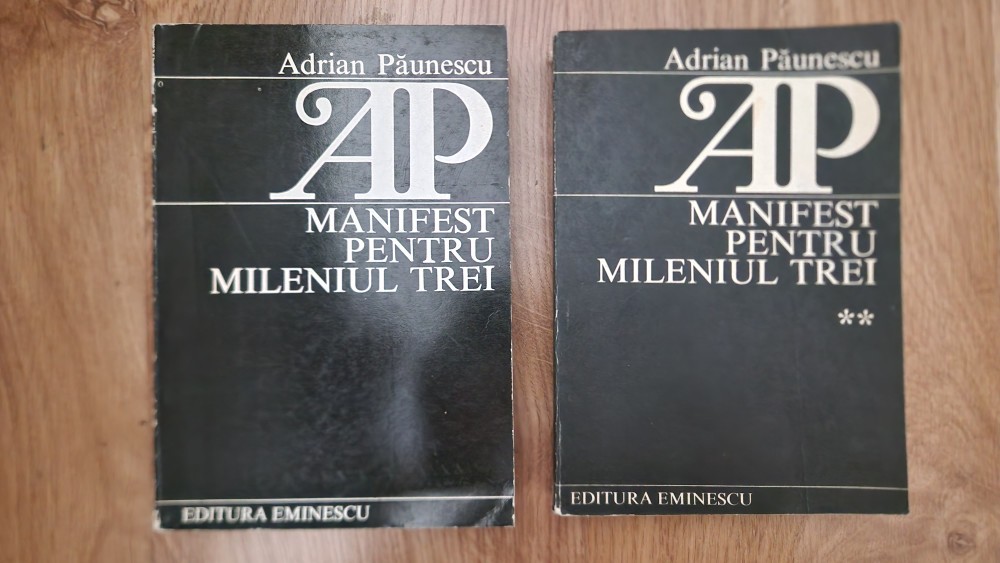 Adrian Păunescu
AP
MANIFEST
PENTRU
MILENIUL TREI
EDITURA EMINESCU
Adrian Păunescu
AP
MANIFEST
PENTRU
MILENIUL TREI
**
EDITURA EMINESCU